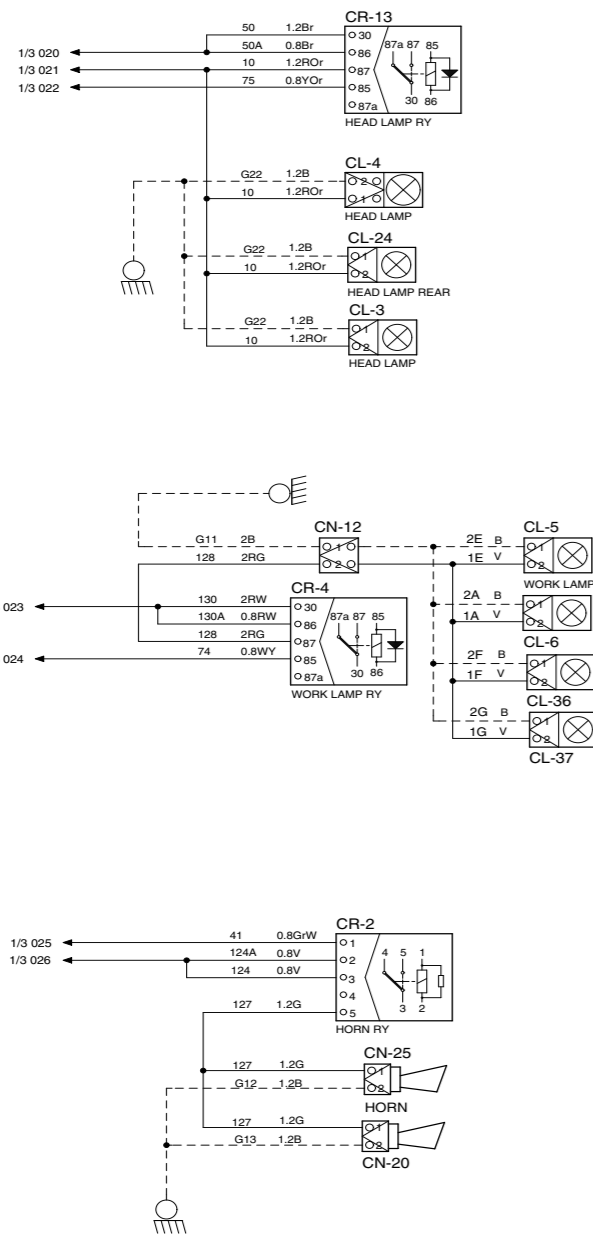 CR-13
50 1.2Br 30
1/3 020 50A 0.8Br 86
1/3 021 10 1.2ROr 87
1/3 022 75 0.8YOr 85
87a
87a 87 85
30 86
HEAD LAMP RY
CL-4
G22 1.2B 2
10 1.2ROr 1
HEAD LAMP
CL-24
G22 1.2B 1
10 1.2ROr 2
HEAD LAMP REAR
CL-3
G22 1.2B 1
10 1.2ROr 2
HEAD LAMP
CN-12
G11 2B 1
128 2RG 2
CL-5
2E B 1
1E V 2
WORK LAMP
CR-4
023 130 2RW 30
130A 0.8RW 86
128 2RG 87
024 74 0.8WY 85
87a
87a 87 85
30 86
WORK LAMP RY
2A B 1
1A V 2
CL-6
2F B 1
1F V 2
CL-36
2G B 1
1G V 2
CL-37
CR-2
1/3 025 41 0.8GrW 1
1/3 026 124A 0.8V 2
124 0.8V 3
4
127 1.2G 5
4 5 1
3 2
HORN RY
CN-25
127 1.2G 1
G12 1.2B 2
HORN
127 1.2G 1
G13 1.2B 2
CN-20